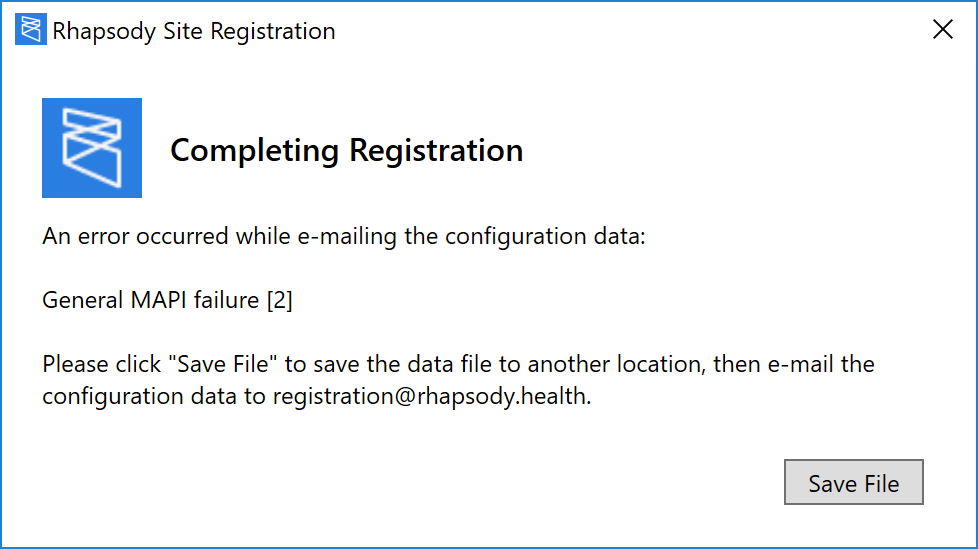 Rhapsody Site Registration
Completing Registration
An error occurred while e-mailing the configuration data:
General MAPI failure [2]
Please click "Save File" to save the data file to another location, then e-mail the
configuration data to registration@rhapsody.health.
Save File